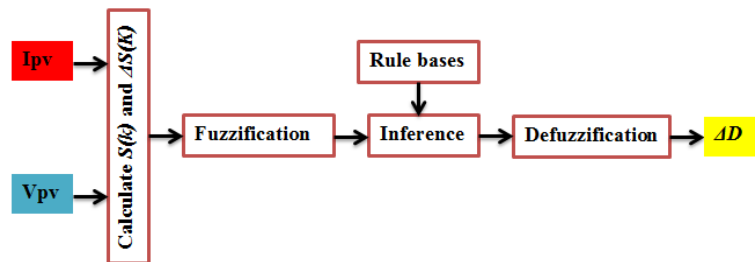 Ipv
Vpv
Calculate S(k) and ΔS(K)
Fuzzification
Rule bases
Inference
Defuzzification
ΔD